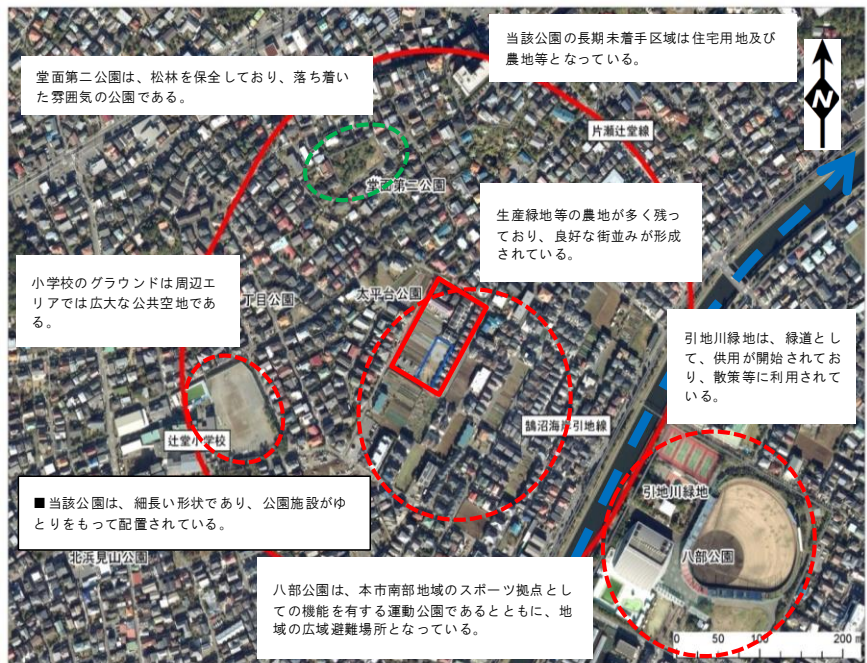 当該公園の長期未着手区域は住宅用地及び
農地等となっている。
堂面第二公園は、松林を保全しており、落ち着い
た雰囲気の公園である。
N
片瀬辻堂線
堂面第二公園
生産緑地等の農地が多く残っ
ており、良好な街並みが形成
されている。
小学校のグラウンドは周辺エ
リアでは広大な公共空地であ
る。
丁目公園
太平台公園
引地川緑地は、緑道とし
て、供用が開始されてお
り、散策等に利用されて
いる。
鵠沼海岸引地線
辻堂小学校
引地川緑地
■当該公園は、細長い形状であり、公園施設がゆ
とりをもって配置されている。
北浜見山公園
八部公園
八部公園は、本市南部地域のスポーツ拠点とし
ての機能を有する運動公園であるとともに、地
域の広域避難場所となっている。
0 50 100 200 m